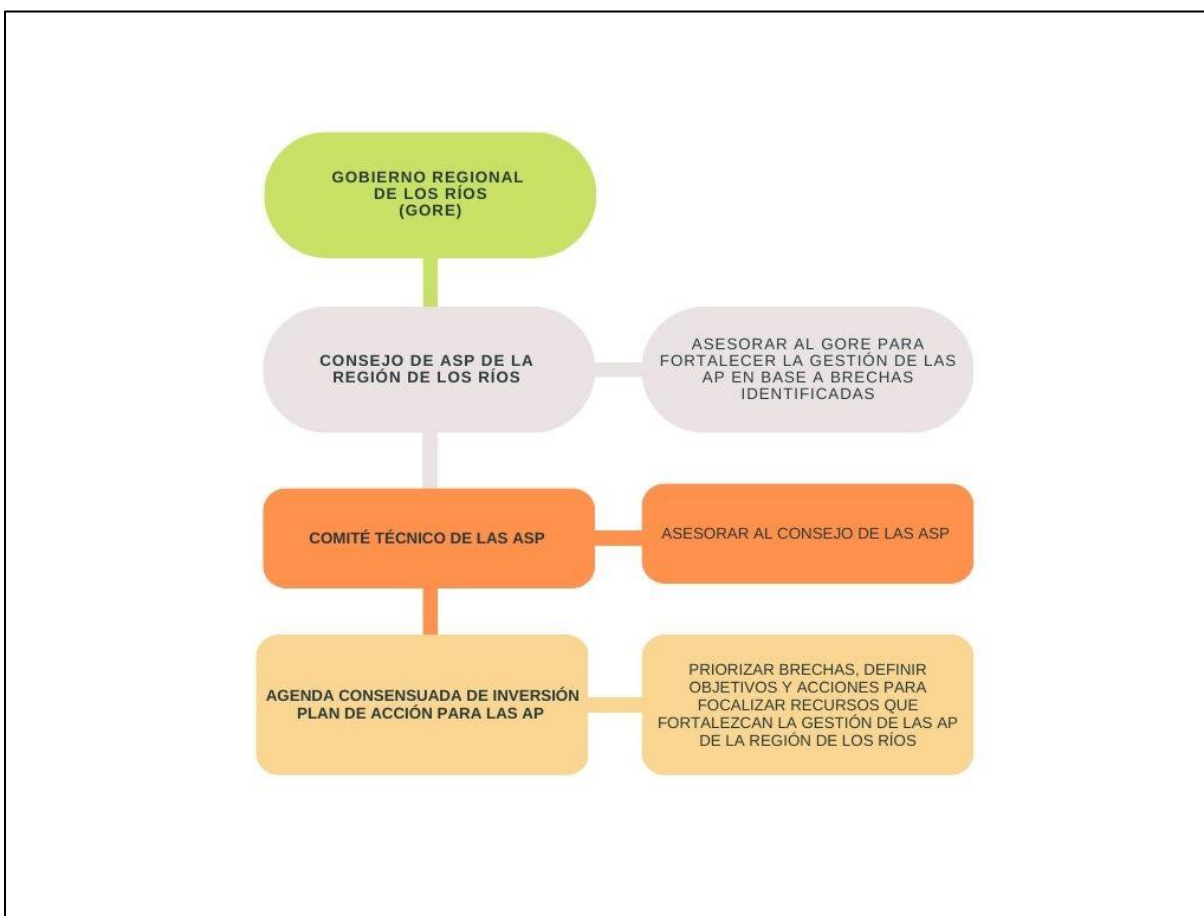 GOBIERNO REGIONAL
DE LOS RÍOS
(GORE)
CONSEJO DE ASP DE LA
REGIÓN DE LOS RÍOS
ASESORAR AL GORE PARA
FORTALECER LA GESTIÓN DE LAS
AP EN BASE A BRECHAS
IDENTIFICADAS
COMITÉ TÉCNICO DE LAS ASP
ASESORAR AL CONSEJO DE LAS ASP
AGENDA CONSENSUADA DE INVERSIÓN
PLAN DE ACCIÓN PARA LAS AP
PRIORIZAR BRECHAS, DEFINIR
OBJETIVOS Y ACCIONES PARA
FOCALIZAR RECURSOS QUE
FORTALEZCAN LA GESTIÓN DE LAS AP
DE LA REGIÓN DE LOS RÍOS